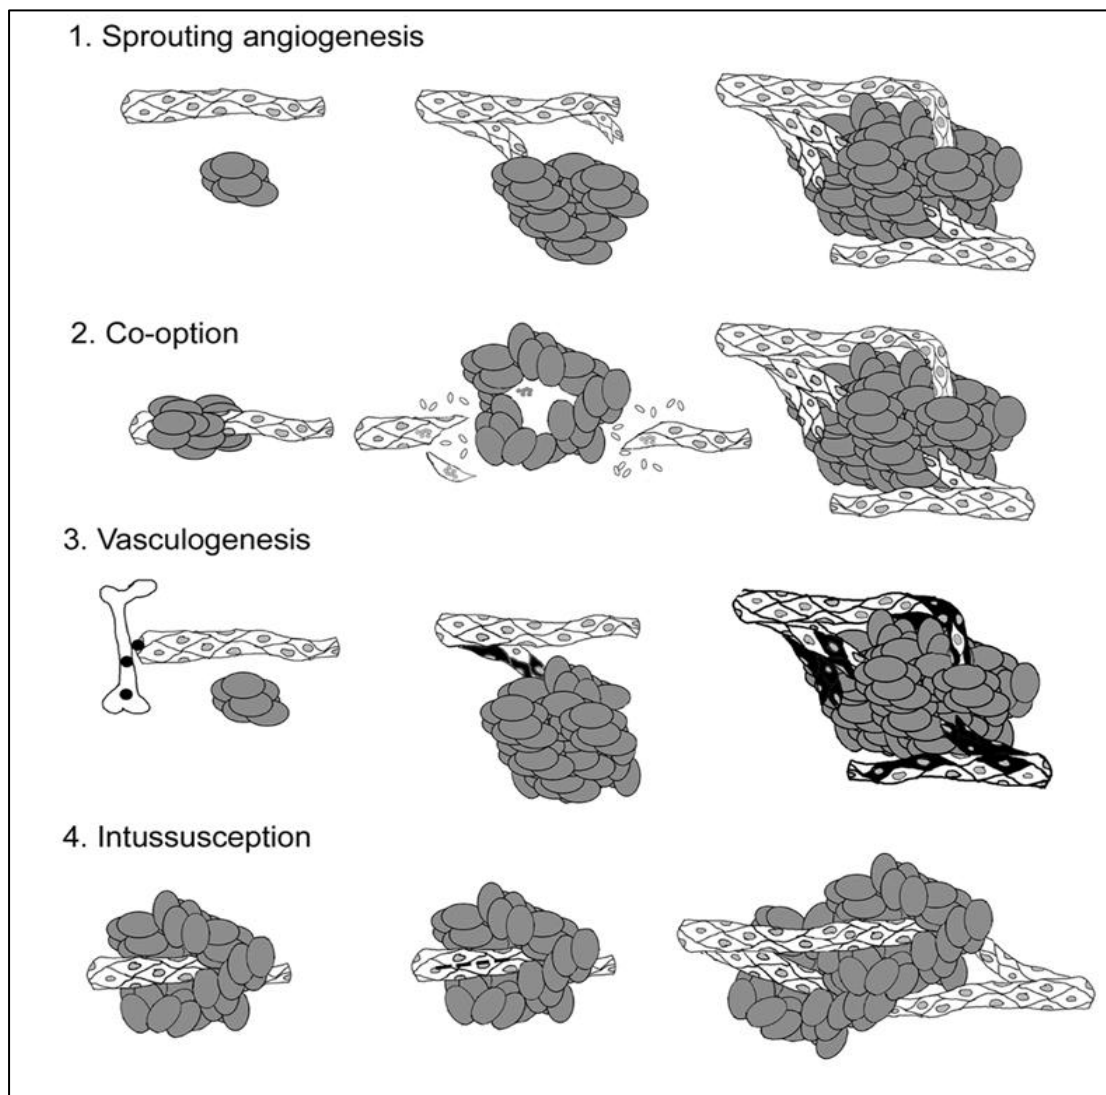 1. Sprouting angiogenesis
2. Co-option
3. Vasculogenesis
4. Intussusception